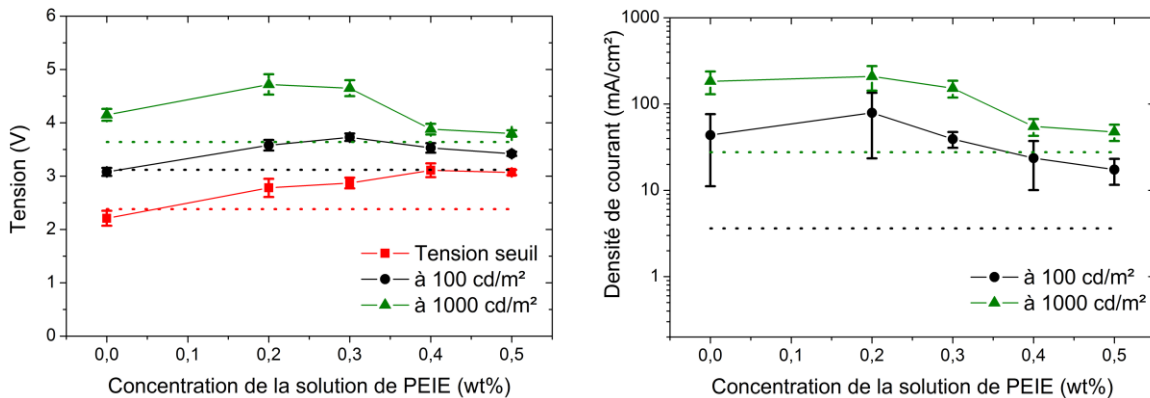 6
5
4
3
2
1
0
Tension (V)
0,0 0,1 0,2 0,3 0,4 0,5
Concentration de la solution de PEIE (wt%)
Tension seuil
à 100 cd/m²
à 1000 cd/m²
1000
100
10
1
Densité de courant (mA/cm²)
0,0 0,1 0,2 0,3 0,4 0,5
Concentration de la solution de PEIE (wt%)
à 100 cd/m²
à 1000 cd/m²